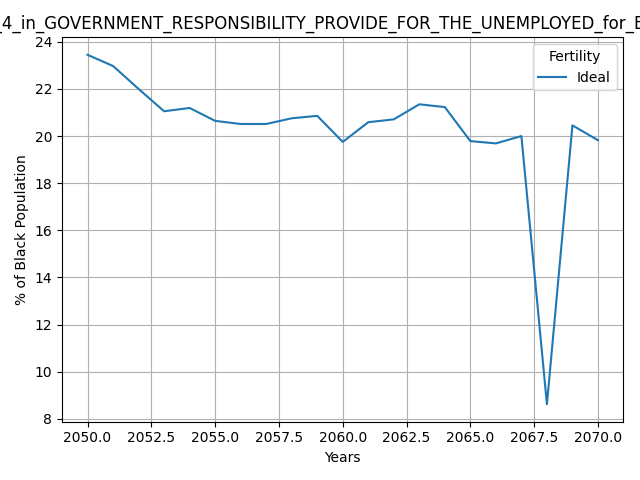 _4_in_GOVERNMENT_RESPONSIBILITY_PROVIDE_FOR_THE_UNEMPLOYED_for_
Fertility
Ideal
24
22
20
18
16
14
12
10
8
% of Black Population
2050.0 2052.5 2055.0 2057.5 2060.0 2062.5 2065.0 2067.5 2070.0
Years